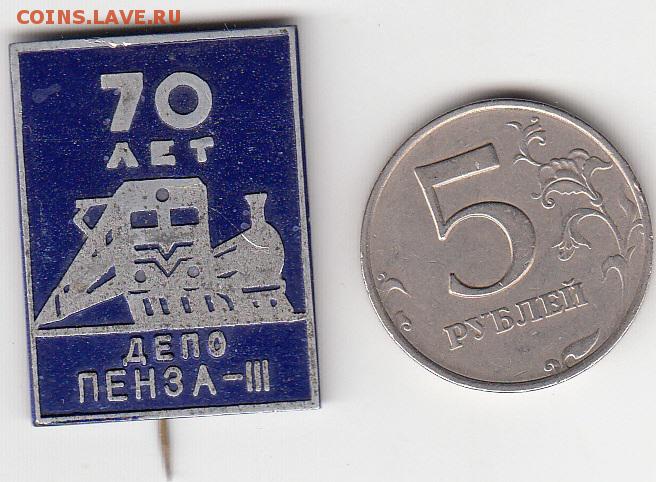 COINS.LAVE.RU
70
ЛЕТ
ДЕПО
ПЕНЗА-III
5
РУБЛЕЙ